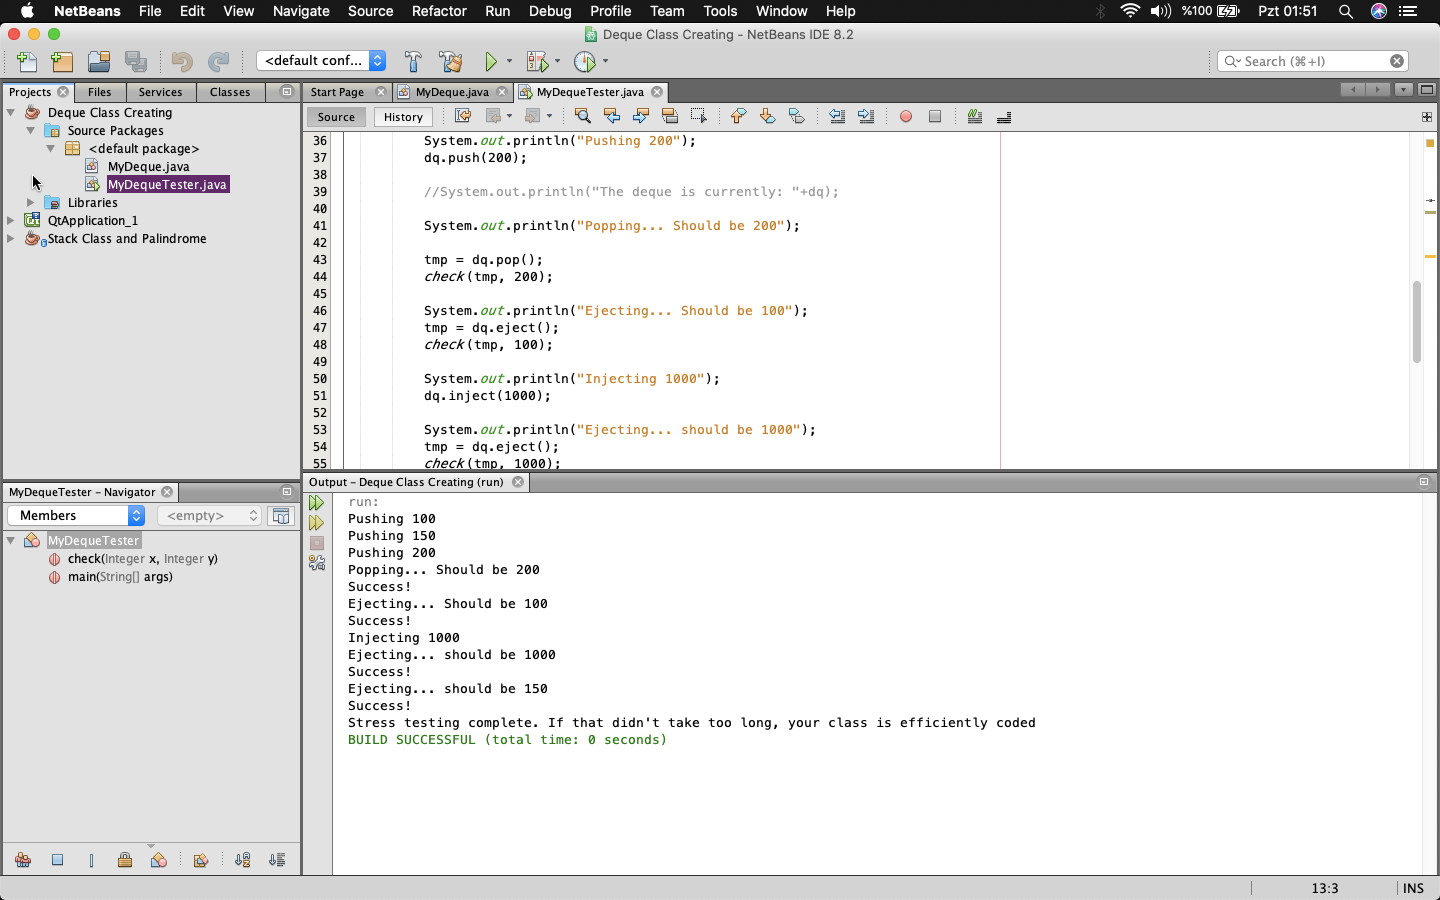 NetBeans File Edit View Navigate Source Refactor Run Debug Profile Team Tools Window Help %100 Pzt 01:51
Deque Class Creating - NetBeans IDE 8.2
<default conf... Search (⌘+I)
Projects Files Services Classes
Start Page MyDeque.java MyDequeTester.java
Deque Class Creating
Source Packages
<default package>
MyDeque.java
MyDequeTester.java
Libraries
QtApplication_1
Stack Class and Palindrome
Source History
36 System.out.println("Pushing 200");
37 dq.push(200);
38
39 //System.out.println("The deque is currently: "+dq);
40
41 System.out.println("Popping... Should be 200");
42
43 tmp = dq.pop();
44 check(tmp, 200);
45
46 System.out.println("Ejecting... Should be 100");
47 tmp = dq.eject();
48 check(tmp, 100);
49
50 System.out.println("Injecting 1000");
51 dq.inject(1000);
52
53 System.out.println("Ejecting... should be 1000");
54 tmp = dq.eject();
55 check(tmp, 1000);
MyDequeTester - Navigator
Members <empty>
MyDequeTester
check(Integer x, Integer y)
main(String[] args)
Output - Deque Class Creating (run)
run:
Pushing 100
Pushing 150
Pushing 200
Popping... Should be 200
Success!
Ejecting... Should be 100
Success!
Injecting 1000
Ejecting... should be 1000
Success!
Ejecting... should be 150
Success!
Stress testing complete. If that didn't take too long, your class is efficiently coded
BUILD SUCCESSFUL (total time: 0 seconds)
13:3 INS